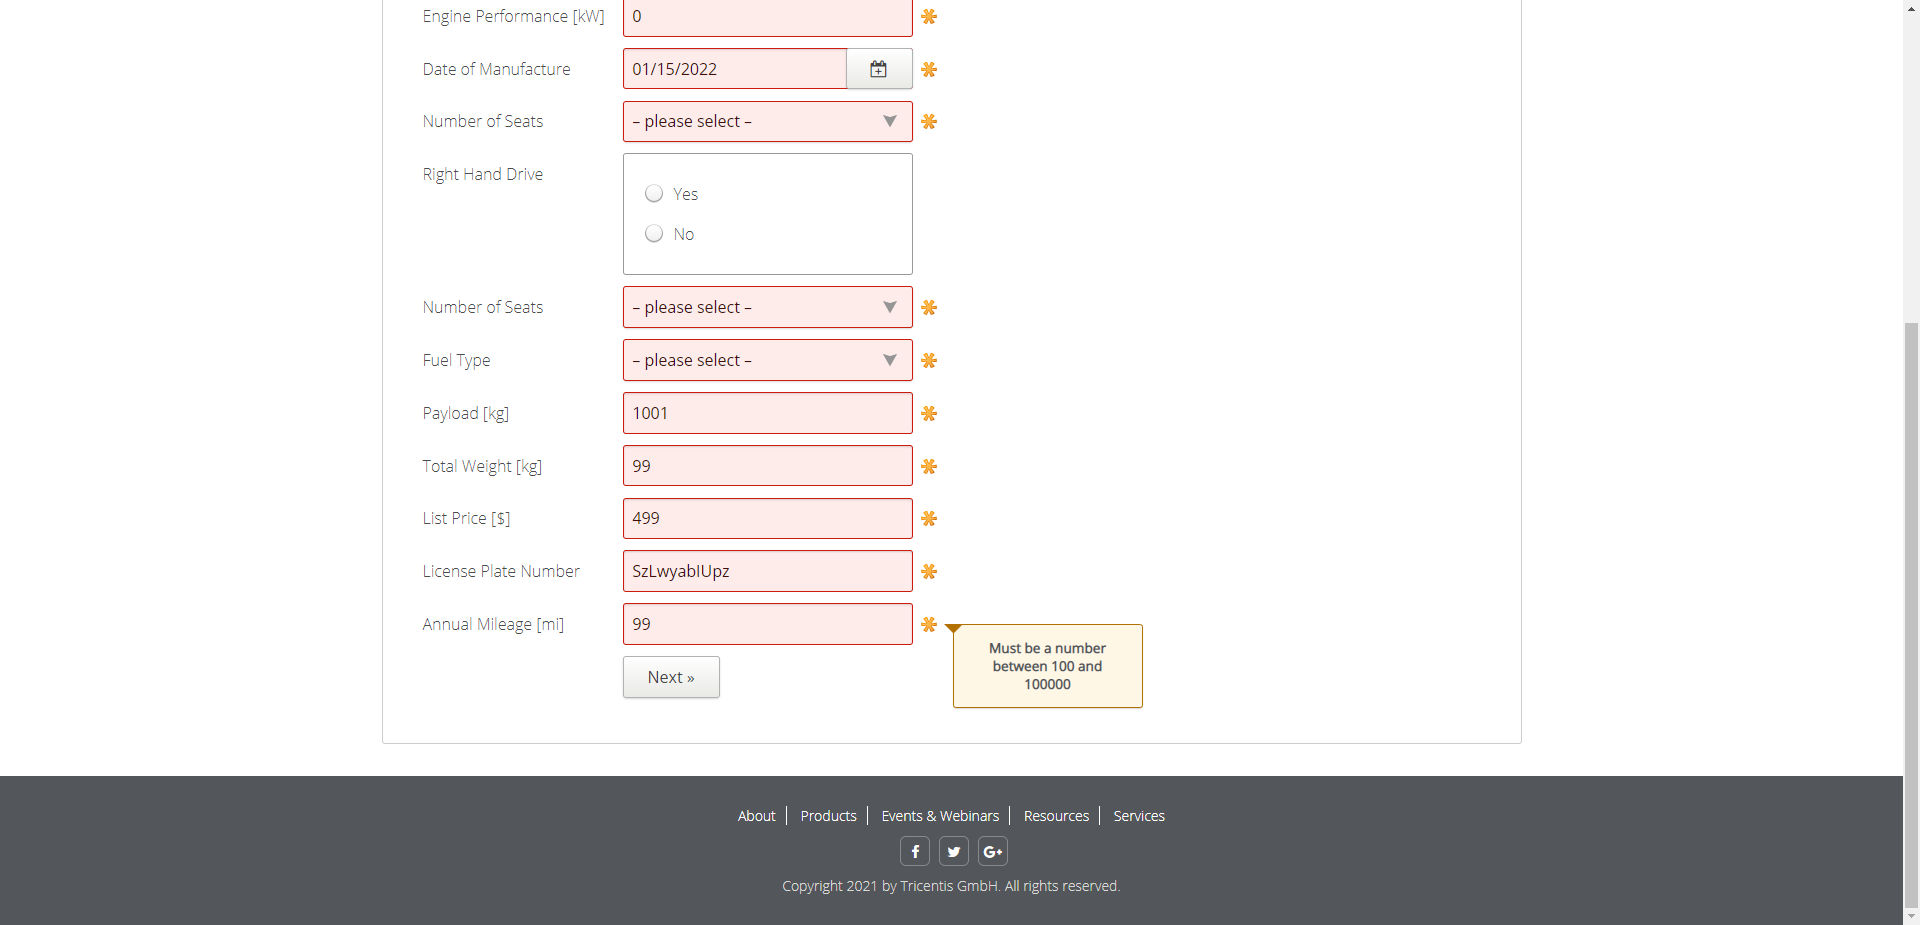 Engine Performance [kW] 0
Date of Manufacture 01/15/2022
Number of Seats – please select –
Right Hand Drive
Yes
No
Number of Seats – please select –
Fuel Type – please select –
Payload [kg] 1001
Total Weight [kg] 99
List Price [$] 499
License Plate Number SzLwyablUpz
Annual Mileage [mi] 99
Must be a number
between 100 and
100000
Next »
About Products Events & Webinars Resources Services
Copyright 2021 by Tricentis GmbH. All rights reserved.